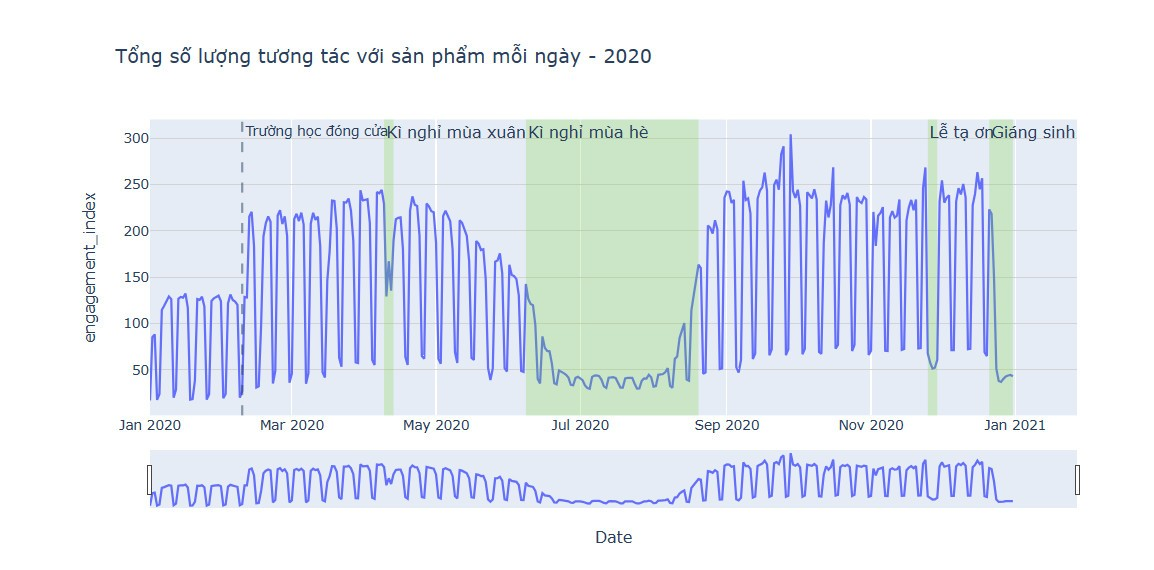 Tổng số lượng tương tác với sản phẩm mỗi ngày - 2020
Trường học đóng cửa
Kì nghỉ mùa xuân
Kì nghỉ mùa hè
Lễ tạ ơn
Giáng sinh
300
250
200
150
100
50
engagement_index
Jan 2020
Mar 2020
May 2020
Jul 2020
Sep 2020
Nov 2020
Jan 2021
Date